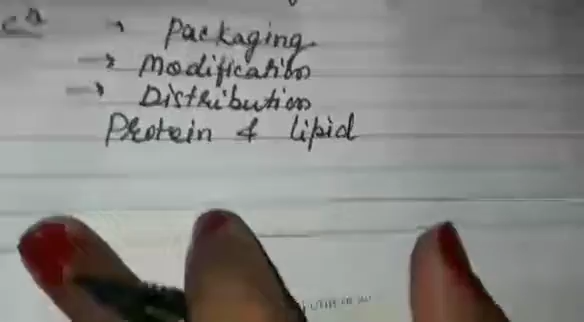 → Packaging
→ Modification
→ Distribution
Protein & lipid